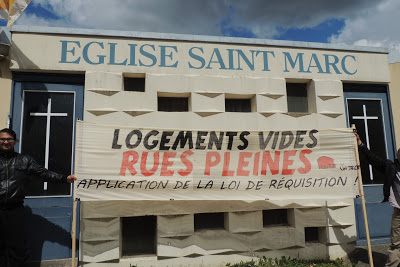 EGLISE SAINT MARC
LOGEMENTS VIDES
RUES PLEINES
APPLICATION DE LA LOI DE RÉQUISITION !